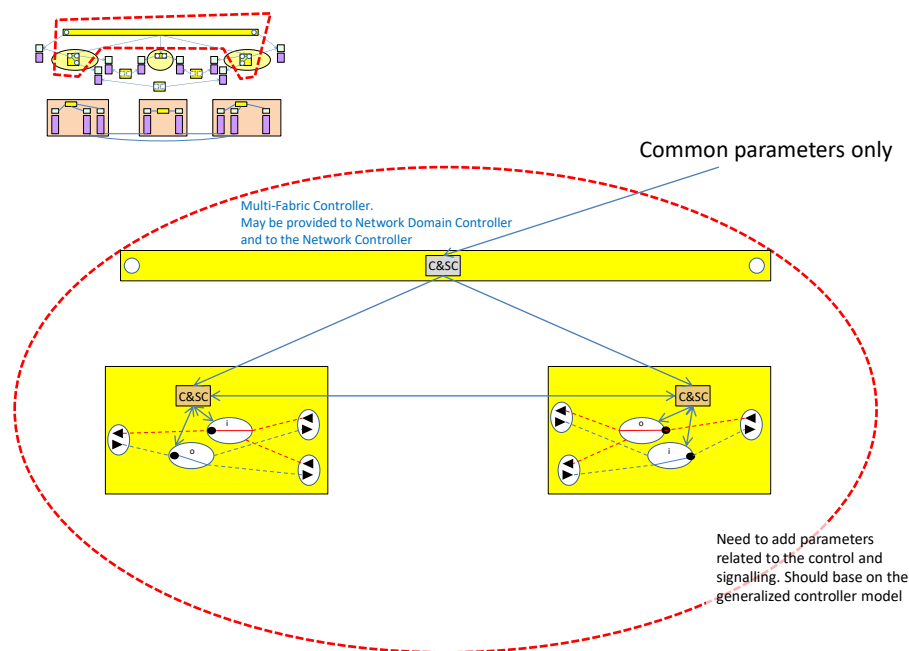 Common parameters only
Multi-Fabric Controller.
May be provided to Network Domain Controller
and to the Network Controller
C&SC
C&SC
C&SC
i
o
o
i
Need to add parameters
related to the control and
signalling. Should base on the
generalized controller model